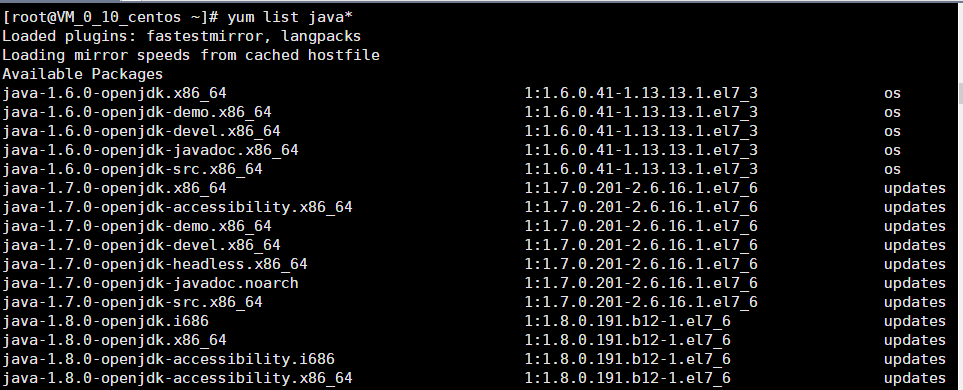 [root@VM_0_10_centos ~]# yum list java*
Loaded plugins: fastestmirror, langpacks
Loading mirror speeds from cached hostfile
Available Packages
java-1.6.0-openjdk.x86_64 1:1.6.0.41-1.13.13.1.el7_3 os
java-1.6.0-openjdk-demo.x86_64 1:1.6.0.41-1.13.13.1.el7_3 os
java-1.6.0-openjdk-devel.x86_64 1:1.6.0.41-1.13.13.1.el7_3 os
java-1.6.0-openjdk-javadoc.x86_64 1:1.6.0.41-1.13.13.1.el7_3 os
java-1.6.0-openjdk-src.x86_64 1:1.6.0.41-1.13.13.1.el7_3 os
java-1.7.0-openjdk.x86_64 1:1.7.0.201-2.6.16.1.el7_6 updates
java-1.7.0-openjdk-accessibility.x86_64 1:1.7.0.201-2.6.16.1.el7_6 updates
java-1.7.0-openjdk-demo.x86_64 1:1.7.0.201-2.6.16.1.el7_6 updates
java-1.7.0-openjdk-devel.x86_64 1:1.7.0.201-2.6.16.1.el7_6 updates
java-1.7.0-openjdk-headless.x86_64 1:1.7.0.201-2.6.16.1.el7_6 updates
java-1.7.0-openjdk-javadoc.noarch 1:1.7.0.201-2.6.16.1.el7_6 updates
java-1.7.0-openjdk-src.x86_64 1:1.7.0.201-2.6.16.1.el7_6 updates
java-1.8.0-openjdk.i686 1:1.8.0.191.b12-1.el7_6 updates
java-1.8.0-openjdk.x86_64 1:1.8.0.191.b12-1.el7_6 updates
java-1.8.0-openjdk-accessibility.i686 1:1.8.0.191.b12-1.el7_6 updates
java-1.8.0-openjdk-accessibility.x86_64 1:1.8.0.191.b12-1.el7_6 updates